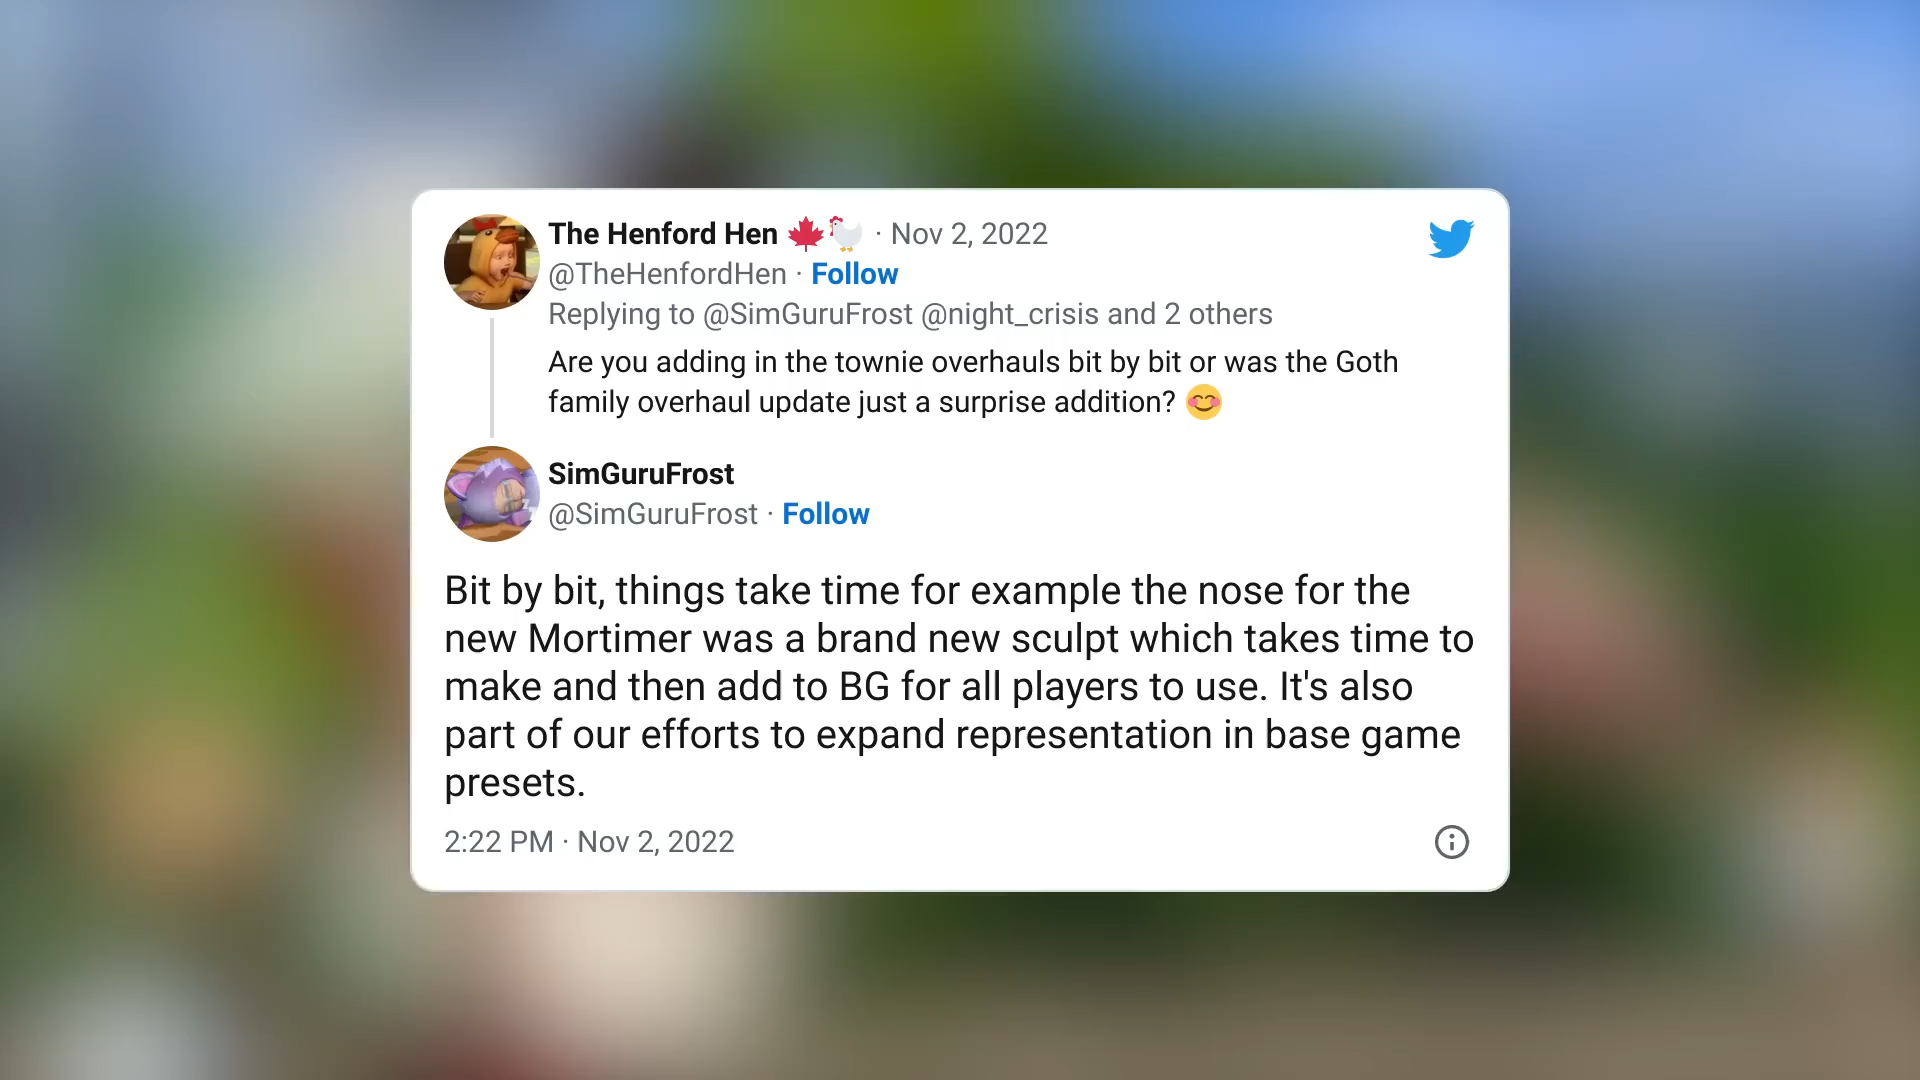 The Henford Hen 🍁🐔 · Nov 2, 2022
@TheHenfordHen · Follow
Replying to @SimGuruFrost @night_crisis and 2 others
Are you adding in the townie overhauls bit by bit or was the Goth
family overhaul update just a surprise addition? 😊
SimGuruFrost
@SimGuruFrost · Follow
Bit by bit, things take time for example the nose for the
new Mortimer was a brand new sculpt which takes time to
make and then add to BG for all players to use. It's also
part of our efforts to expand representation in base game
presets.
2:22 PM · Nov 2, 2022